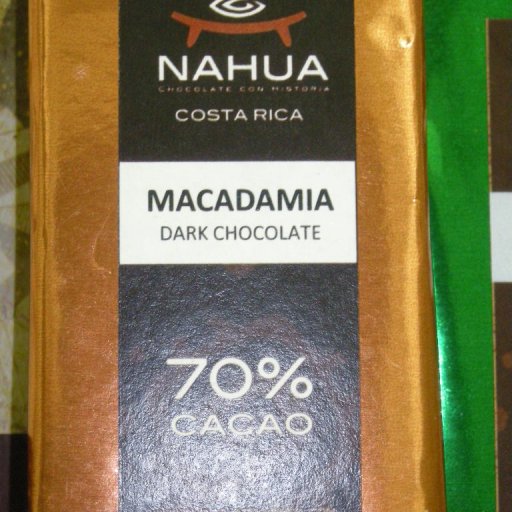 NAHUA
CHOCOLATE CON HISTORIA
COSTA RICA
MACADAMIA
DARK CHOCOLATE
70%
CACAO